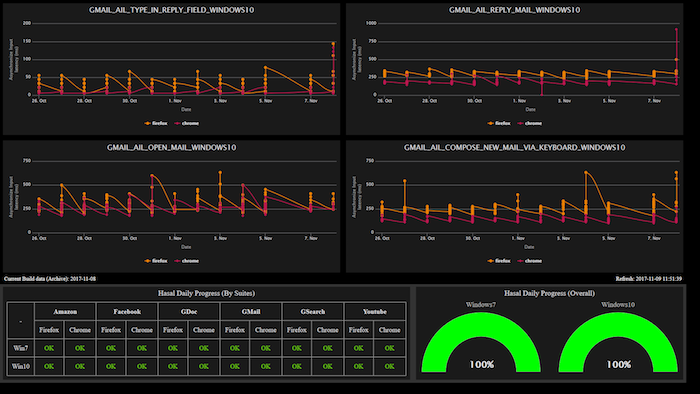 GMAIL_AIL_TYPE_IN_REPLY_FIELD_WINDOWS10
Asynchronize Input
latency (ms)
200
150
100
50
0
26. Oct
28. Oct
30. Oct
1. Nov
3. Nov
5. Nov
7. Nov
Date
firefox chrome
GMAIL_AIL_REPLY_MAIL_WINDOWS10
Asynchronize Input
latency (ms)
1000
750
500
250
0
26. Oct
28. Oct
30. Oct
1. Nov
3. Nov
5. Nov
7. Nov
Date
firefox chrome
GMAIL_AIL_OPEN_MAIL_WINDOWS10
Asynchronize Input
latency (ms)
750
500
250
0
26. Oct
28. Oct
30. Oct
1. Nov
3. Nov
5. Nov
7. Nov
Date
firefox chrome
GMAIL_AIL_COMPOSE_NEW_MAIL_VIA_KEYBOARD_WINDOWS10
Asynchronize Input
latency (ms)
750
500
250
0
26. Oct
28. Oct
30. Oct
1. Nov
3. Nov
5. Nov
7. Nov
Date
firefox chrome
Current Build data (Archive): 2017-11-08
Refresh: 2017-11-09 11:51:39
Hasal Daily Progress (By Suites)
- Amazon Facebook GDoc GMail GSearch Youtube
Firefox Chrome Firefox Chrome Firefox Chrome Firefox Chrome Firefox Chrome Firefox Chrome
Win7 OK OK OK OK OK OK OK OK OK OK OK OK
Win10 OK OK OK OK OK OK OK OK OK OK OK OK
Hasal Daily Progress (Overall)
Windows7 Windows10
100% 100%